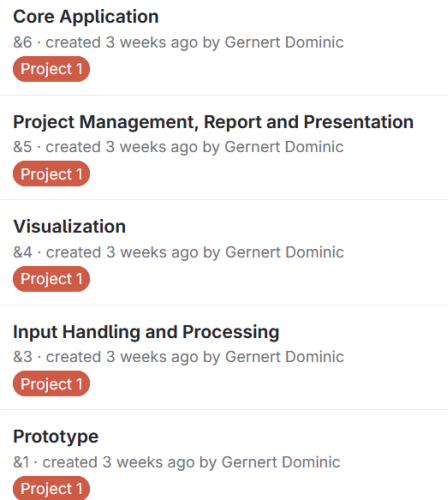 Core Application
&6 · created 3 weeks ago by Gernert Dominic
Project 1
Project Management, Report and Presentation
&5 · created 3 weeks ago by Gernert Dominic
Project 1
Visualization
&4 · created 3 weeks ago by Gernert Dominic
Project 1
Input Handling and Processing
&3 · created 3 weeks ago by Gernert Dominic
Project 1
Prototype
&1 · created 3 weeks ago by Gernert Dominic
Project 1